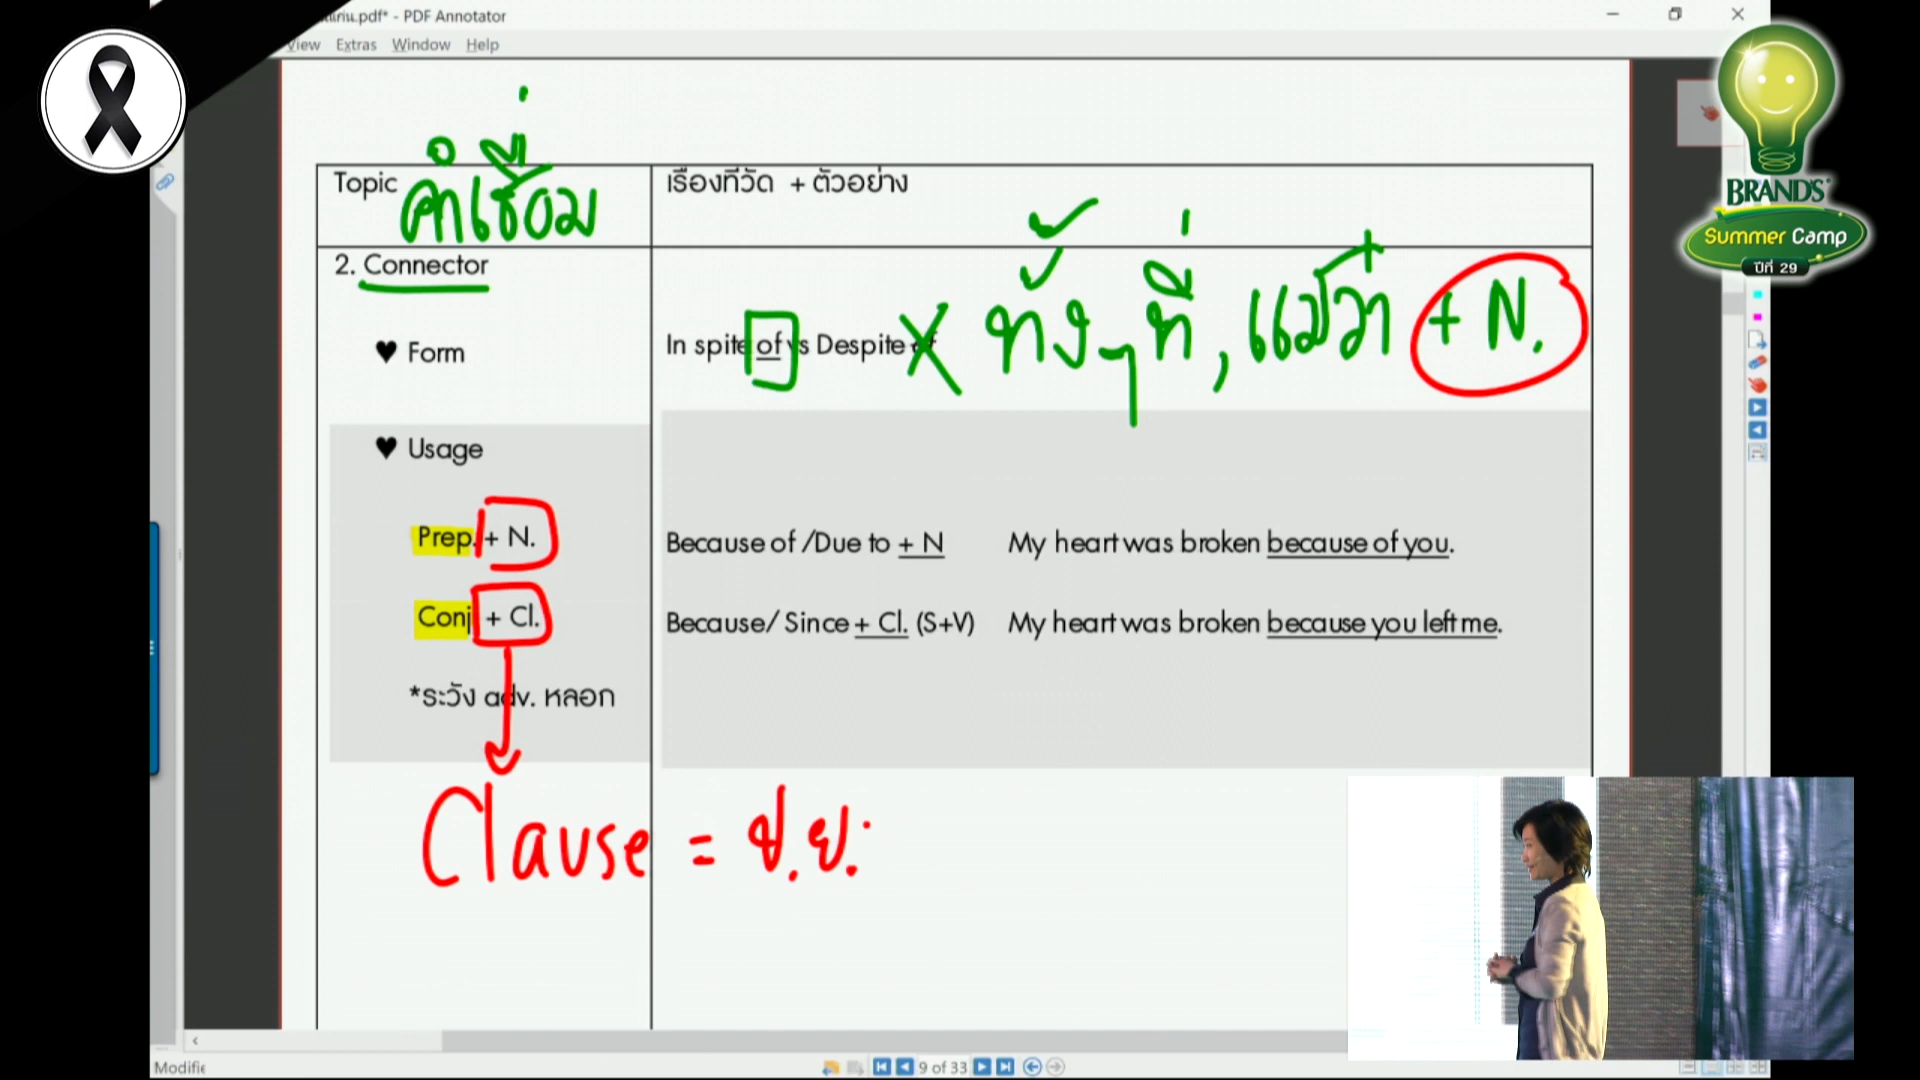 .pdf* - PDF Annotator
View Extras Window Help
BRAND'S
Summer Camp
ปีที่ 29
Topic
คำเชื่อม
เรื่องที่วัด + ตัวอย่าง
2. Connector
♥ Form
In spite of vs Despite of
X ทั้งๆที่, แม้ว่า + N.
♥ Usage
Prep. + N.
Because of /Due to + N
My heart was broken because of you.
Conj + Cl.
Because/ Since + Cl. (S+V)
My heart was broken because you left me.
*ระวัง adv. หลอก
Clause = ป.ย.
9 of 33